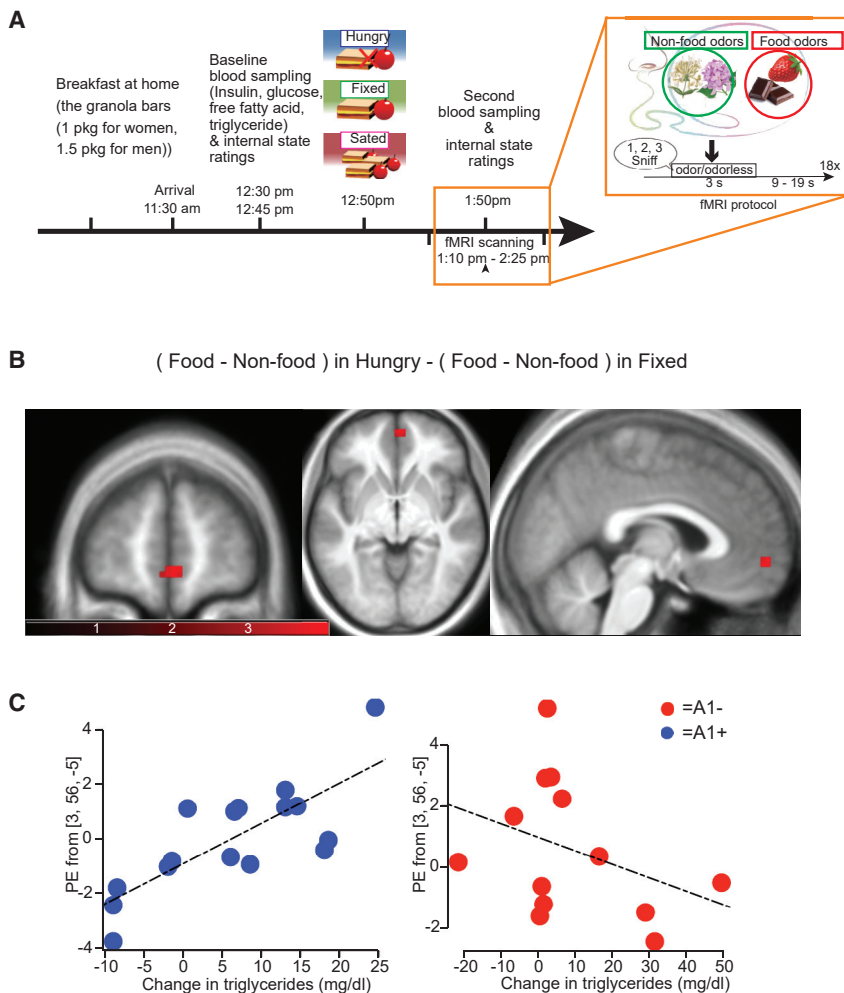 A
Breakfast at home
(the granola bars
(1 pkg for women,
1.5 pkg for men))
Baseline
blood sampling
(Insulin, glucose,
free fatty acid,
triglyceride)
& internal state
ratings
Hungry
Fixed
Sated
Second
blood sampling
&
internal state
ratings
Arrival
11:30 am
12:30 pm
12:45 pm
12:50pm
1:50pm
fMRI scanning
1:10 pm - 2:25 pm
Non-food odors
Food odors
1, 2, 3
Sniff
odor/odorless
18x
3 s
9 - 19 s
fMRI protocol
B
( Food - Non-food ) in Hungry - ( Food - Non-food ) in Fixed
1 2 3
C
PE from [3, 56, -5]
4
2
0
-2
-4
-10 -5 0 5 10 15 20 25
Change in triglycerides (mg/dl)
=A1-
=A1+
PE from [3, 56, -5]
4
2
0
-2
-20 -10 0 10 20 30 40 50
Change in triglycerides (mg/dl)